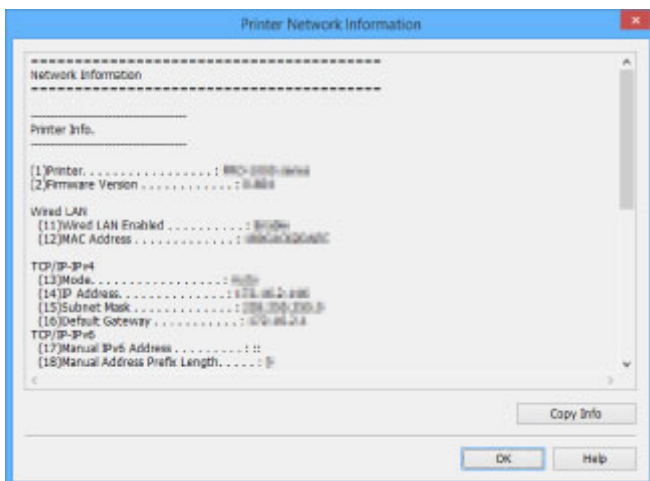 Printer Network Information
==========================================
Network Information
==========================================
-------------------------------
Printer Info.
-------------------------------
(1)Printer. . . . . . . . . . . . . . . . . :
(2)Firmware Version . . . . . . . . . . . . :
Wired LAN
(11)Wired LAN Enabled . . . . . . . . . :
(12)MAC Address . . . . . . . . . . . . . :
TCP/IP-IPv4
(13)Mode. . . . . . . . . . . . . . . . . :
(14)IP Address. . . . . . . . . . . . . . :
(15)Subnet Mask . . . . . . . . . . . . . :
(16)Default Gateway . . . . . . . . . . . :
TCP/IP-IPv6
(17)Manual IPv6 Address . . . . . . . . . : ::
(18)Manual Address Prefix Length. . . . . :
Copy Info
OK
Help